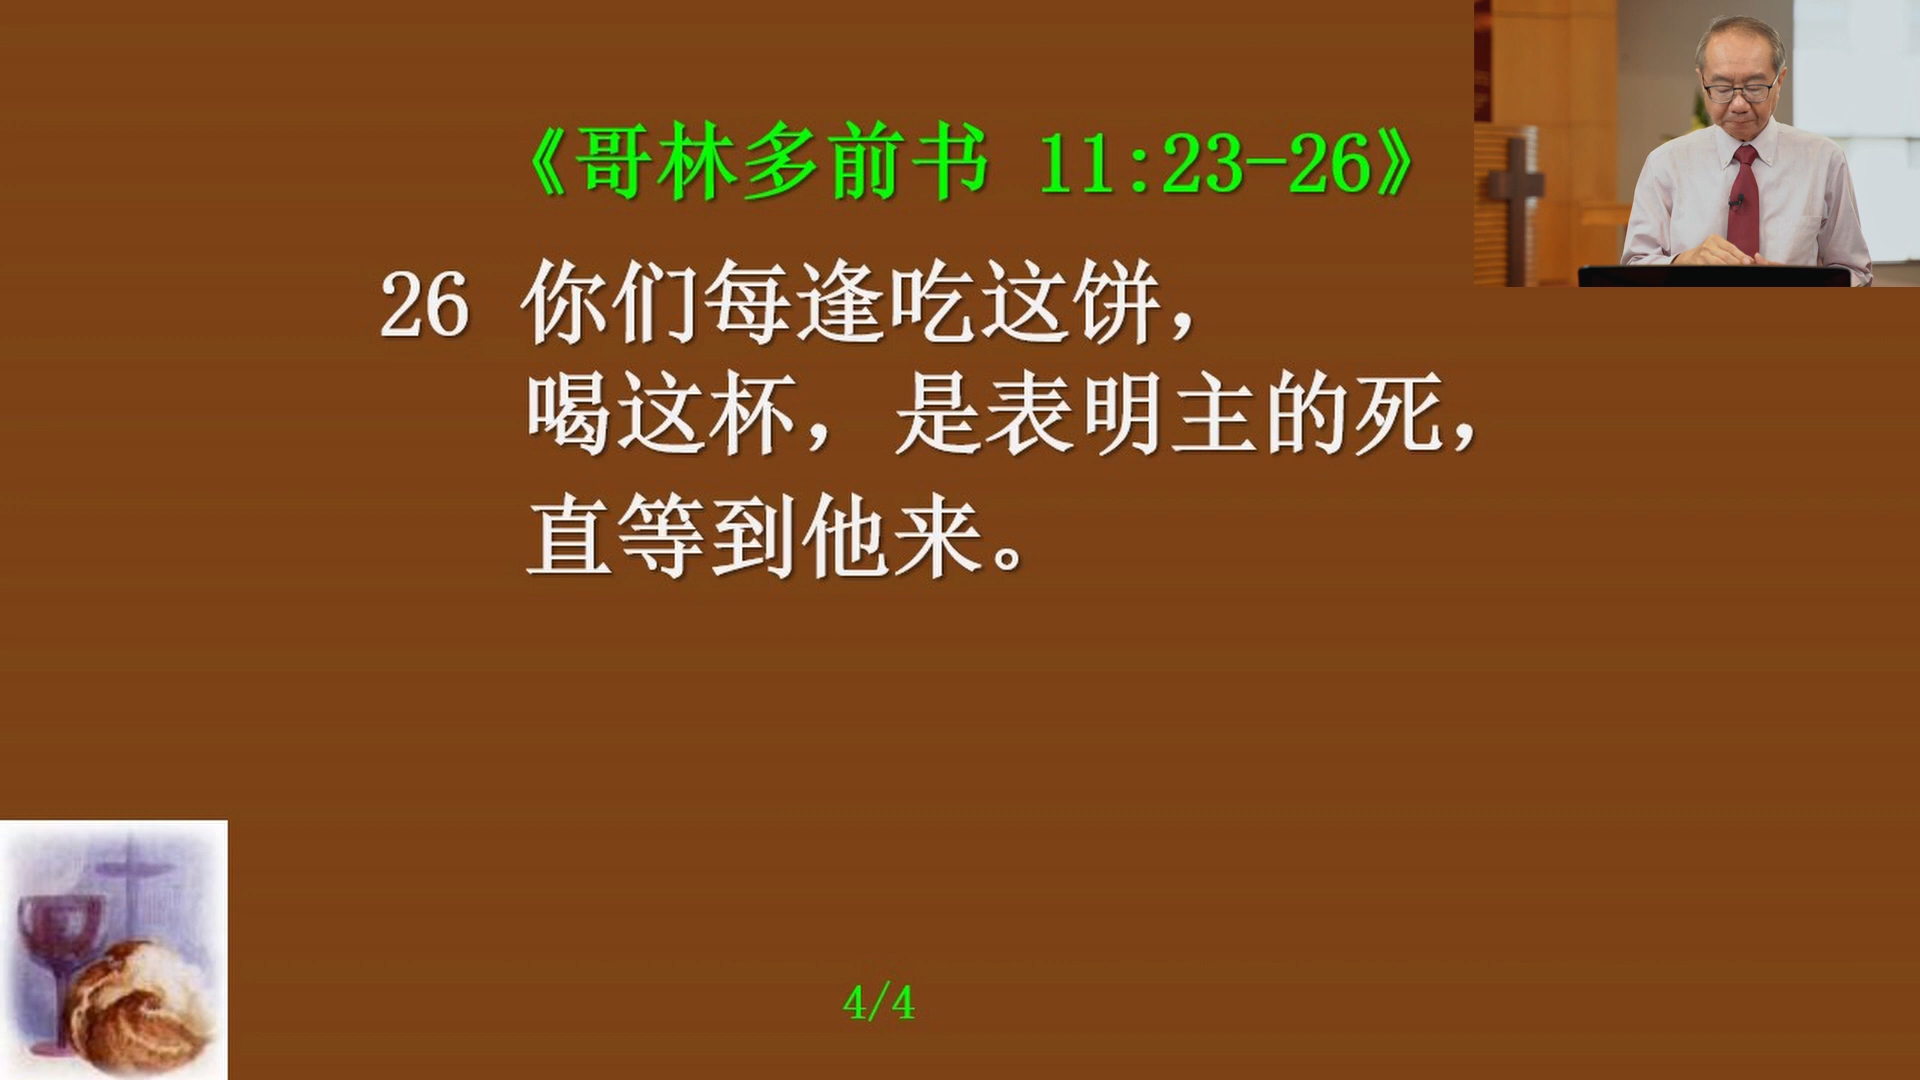 《哥林多前书 11:23-26》
26 你们每逢吃这饼，
喝这杯，是表明主的死，
直等到他来。
4/4